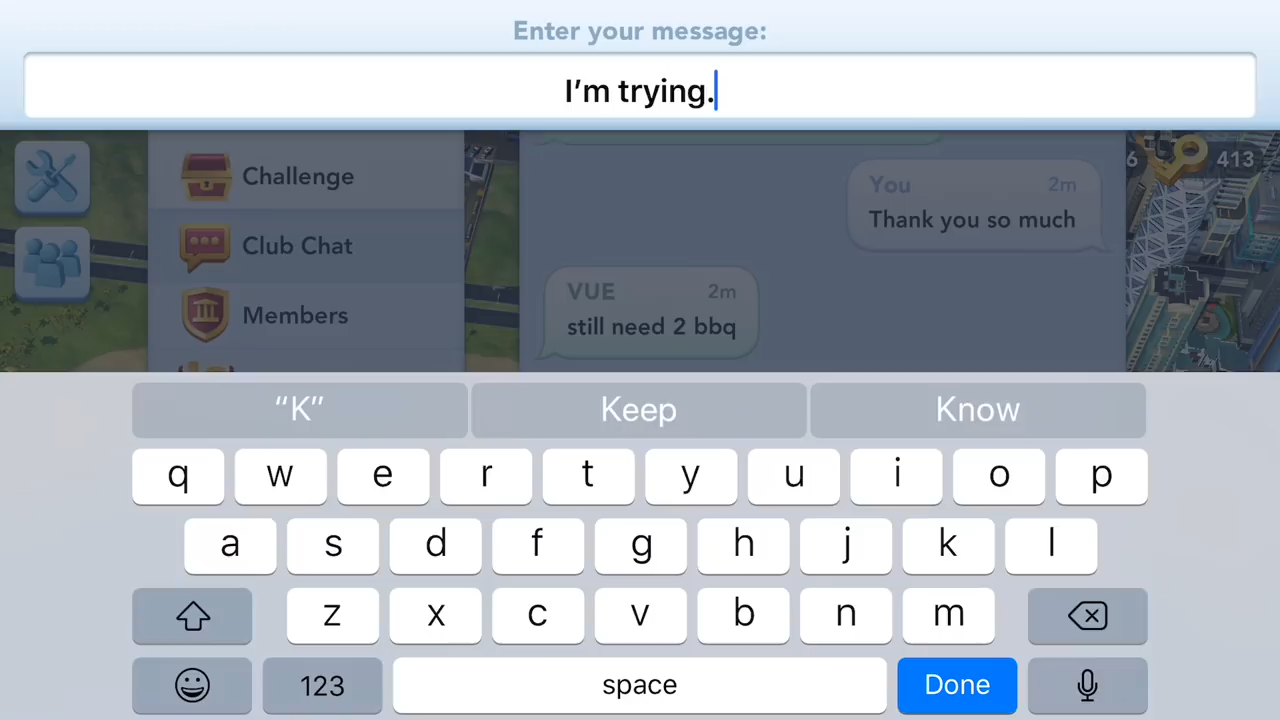 Enter your message:
I'm trying.
Challenge
Club Chat
Members
You 2m
Thank you so much
VUE 2m
still need 2 bbq
6 413
“K” Keep Know
q w e r t y u i o p
a s d f g h j k l
z x c v b n m
123 space Done